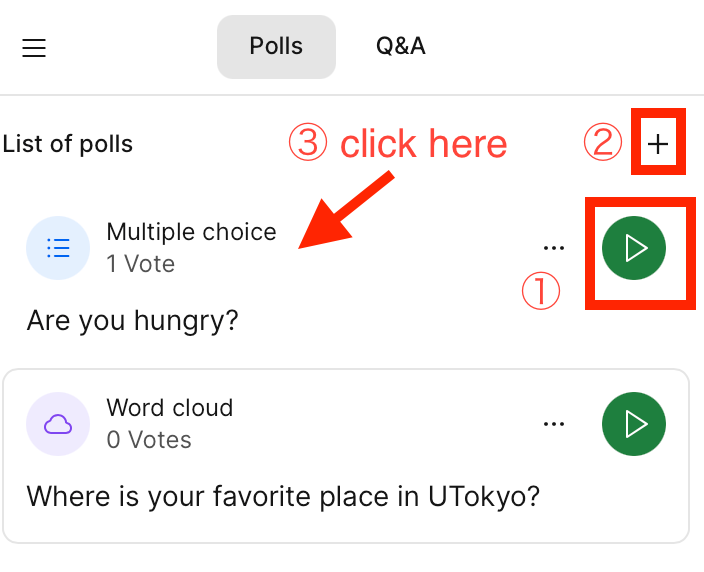 Polls Q&A
List of polls ③ click here ② +
Multiple choice
1 Vote
①
Are you hungry?
Word cloud
0 Votes
Where is your favorite place in UTokyo?